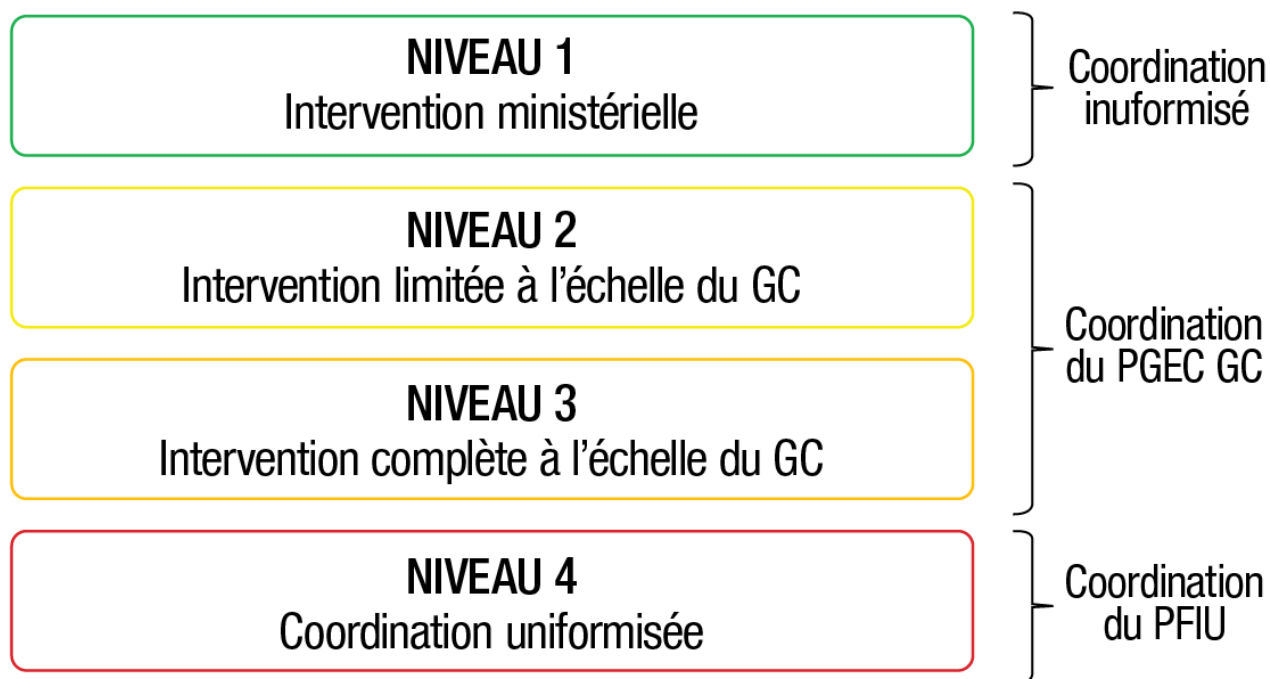 NIVEAU 1
Intervention ministérielle
Coordination
inuformisé
NIVEAU 2
Intervention limitée à l’échelle du GC
NIVEAU 3
Intervention complète à l’échelle du GC
Coordination
du PGEC GC
NIVEAU 4
Coordination uniformisée
Coordination
du PFIU